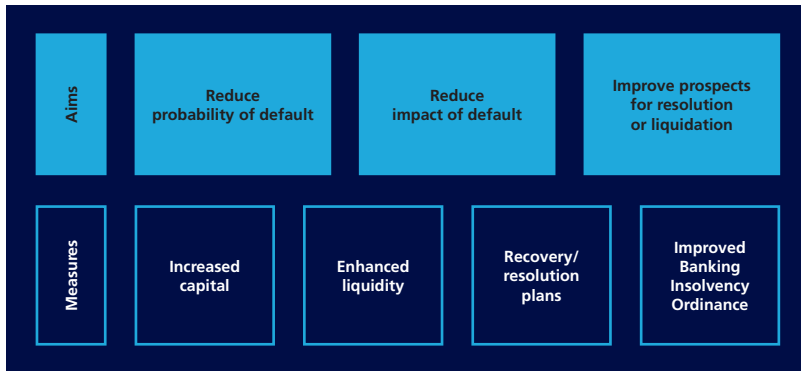 Aims
Reduce
probability of default
Reduce
impact of default
Improve prospects
for resolution
or liquidation
Measures
Increased
capital
Enhanced
liquidity
Recovery/
resolution
plans
Improved
Banking
Insolvency
Ordinance